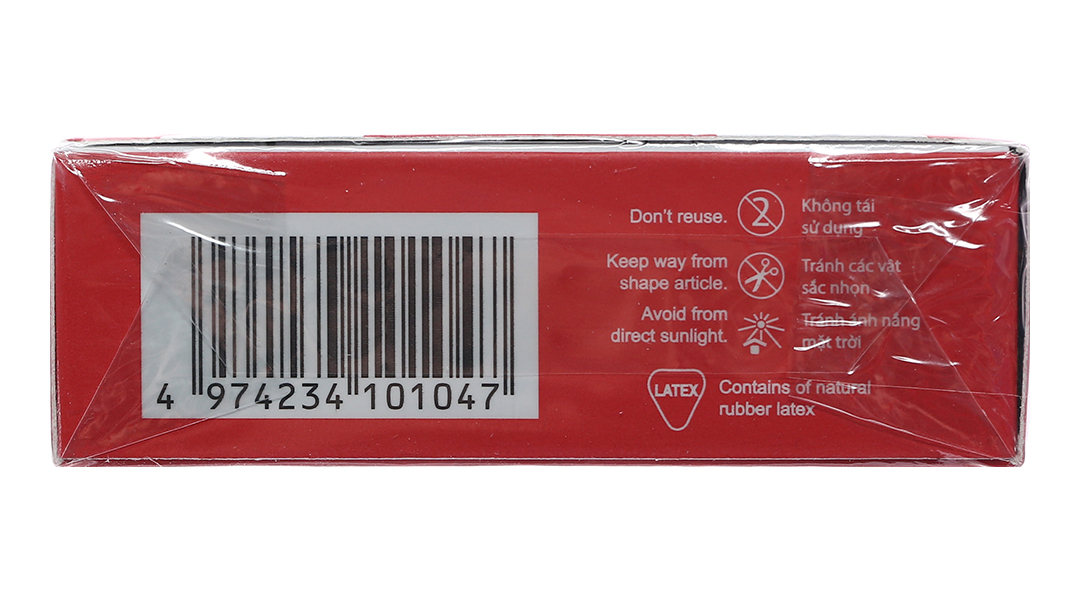 Don't reuse.
2
Không tái
sử dụng
Keep way from
shape article.
Tránh các vật
sắc nhọn
Avoid from
direct sunlight.
Tránh ánh nắng
mặt trời
LATEX
Contains of natural
rubber latex
4 974234 101047